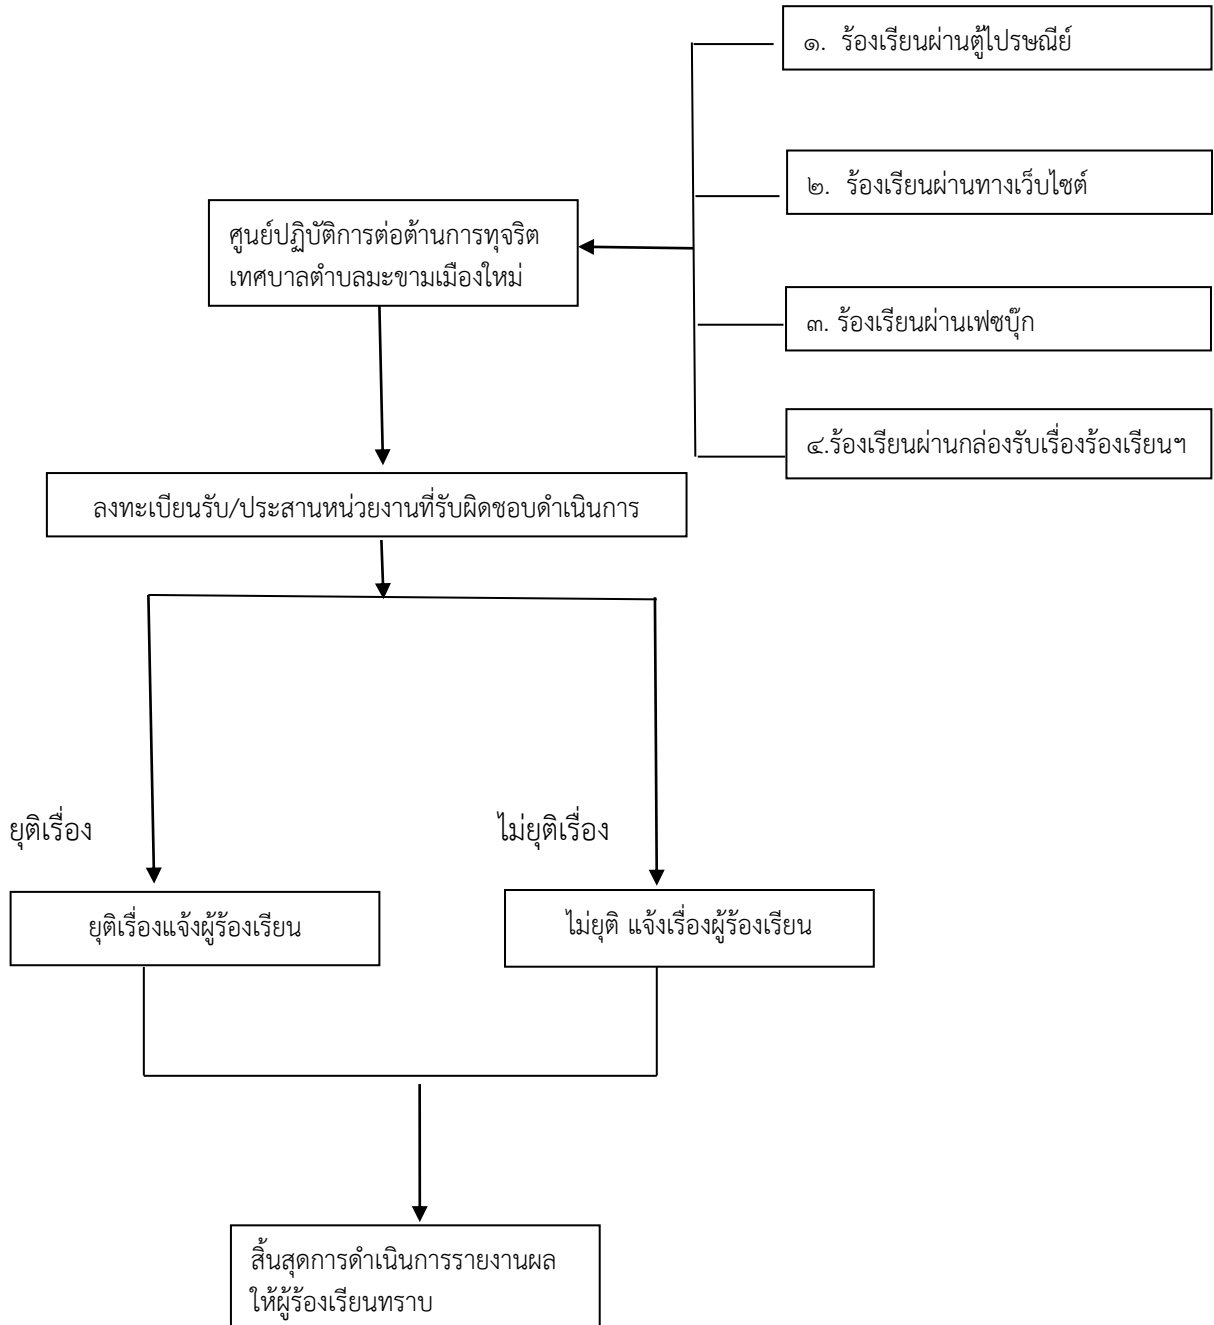 ๑.  ร้องเรียนผ่านตู้ไปรษณีย์
๒.  ร้องเรียนผ่านทางเว็บไซต์
ศูนย์ปฏิบัติการต่อต้านการทุจริต
เทศบาลตำบลมะขามเมืองใหม่
๓. ร้องเรียนผ่านเฟซบุ๊ก
๔.ร้องเรียนผ่านกล่องรับเรื่องร้องเรียนฯ
ลงทะเบียนรับ/ประสานหน่วยงานที่รับผิดชอบดำเนินการ
ยุติเรื่อง
ไม่ยุติเรื่อง
ยุติเรื่องแจ้งผู้ร้องเรียน
ไม่ยุติ แจ้งเรื่องผู้ร้องเรียน
สิ้นสุดการดำเนินการรายงานผล
ให้ผู้ร้องเรียนทราบ